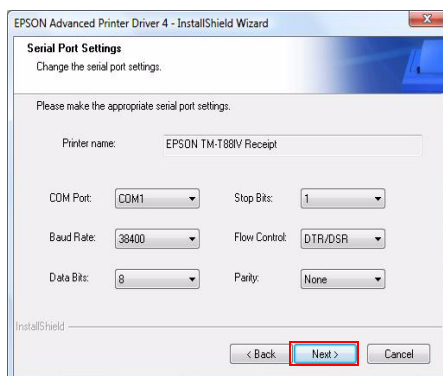 EPSON Advanced Printer Driver 4 - InstallShield Wizard
Serial Port Settings
Change the serial port settings.
Please make the appropriate serial port settings.
Printer name: EPSON TM-T88IV Receipt
COM Port: COM1 Stop Bits: 1
Baud Rate: 38400 Flow Control: DTR/DSR
Data Bits: 8 Parity: None
InstallShield
< Back Next > Cancel